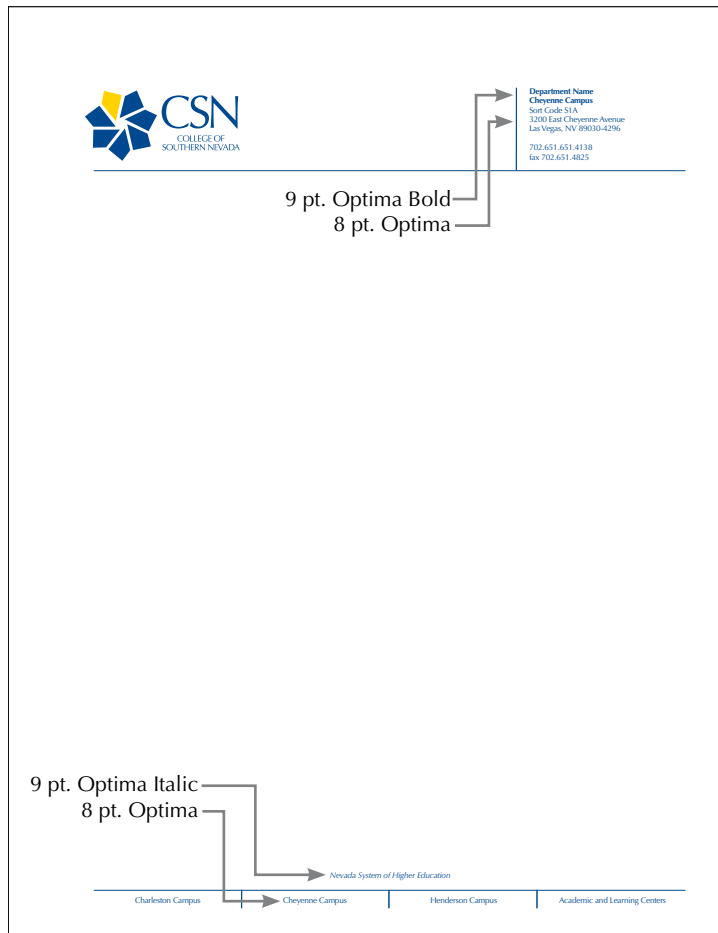 CSN
COLLEGE OF
SOUTHERN NEVADA
Department Name
Cheyenne Campus
Sort Code S1A
3200 East Cheyenne Avenue
Las Vegas, NV 89030-4296
702.651.651.4138
fax 702.651.4825
9 pt. Optima Bold
8 pt. Optima
9 pt. Optima Italic
8 pt. Optima
Nevada System of Higher Education
Charleston Campus Cheyenne Campus Henderson Campus Academic and Learning Centers